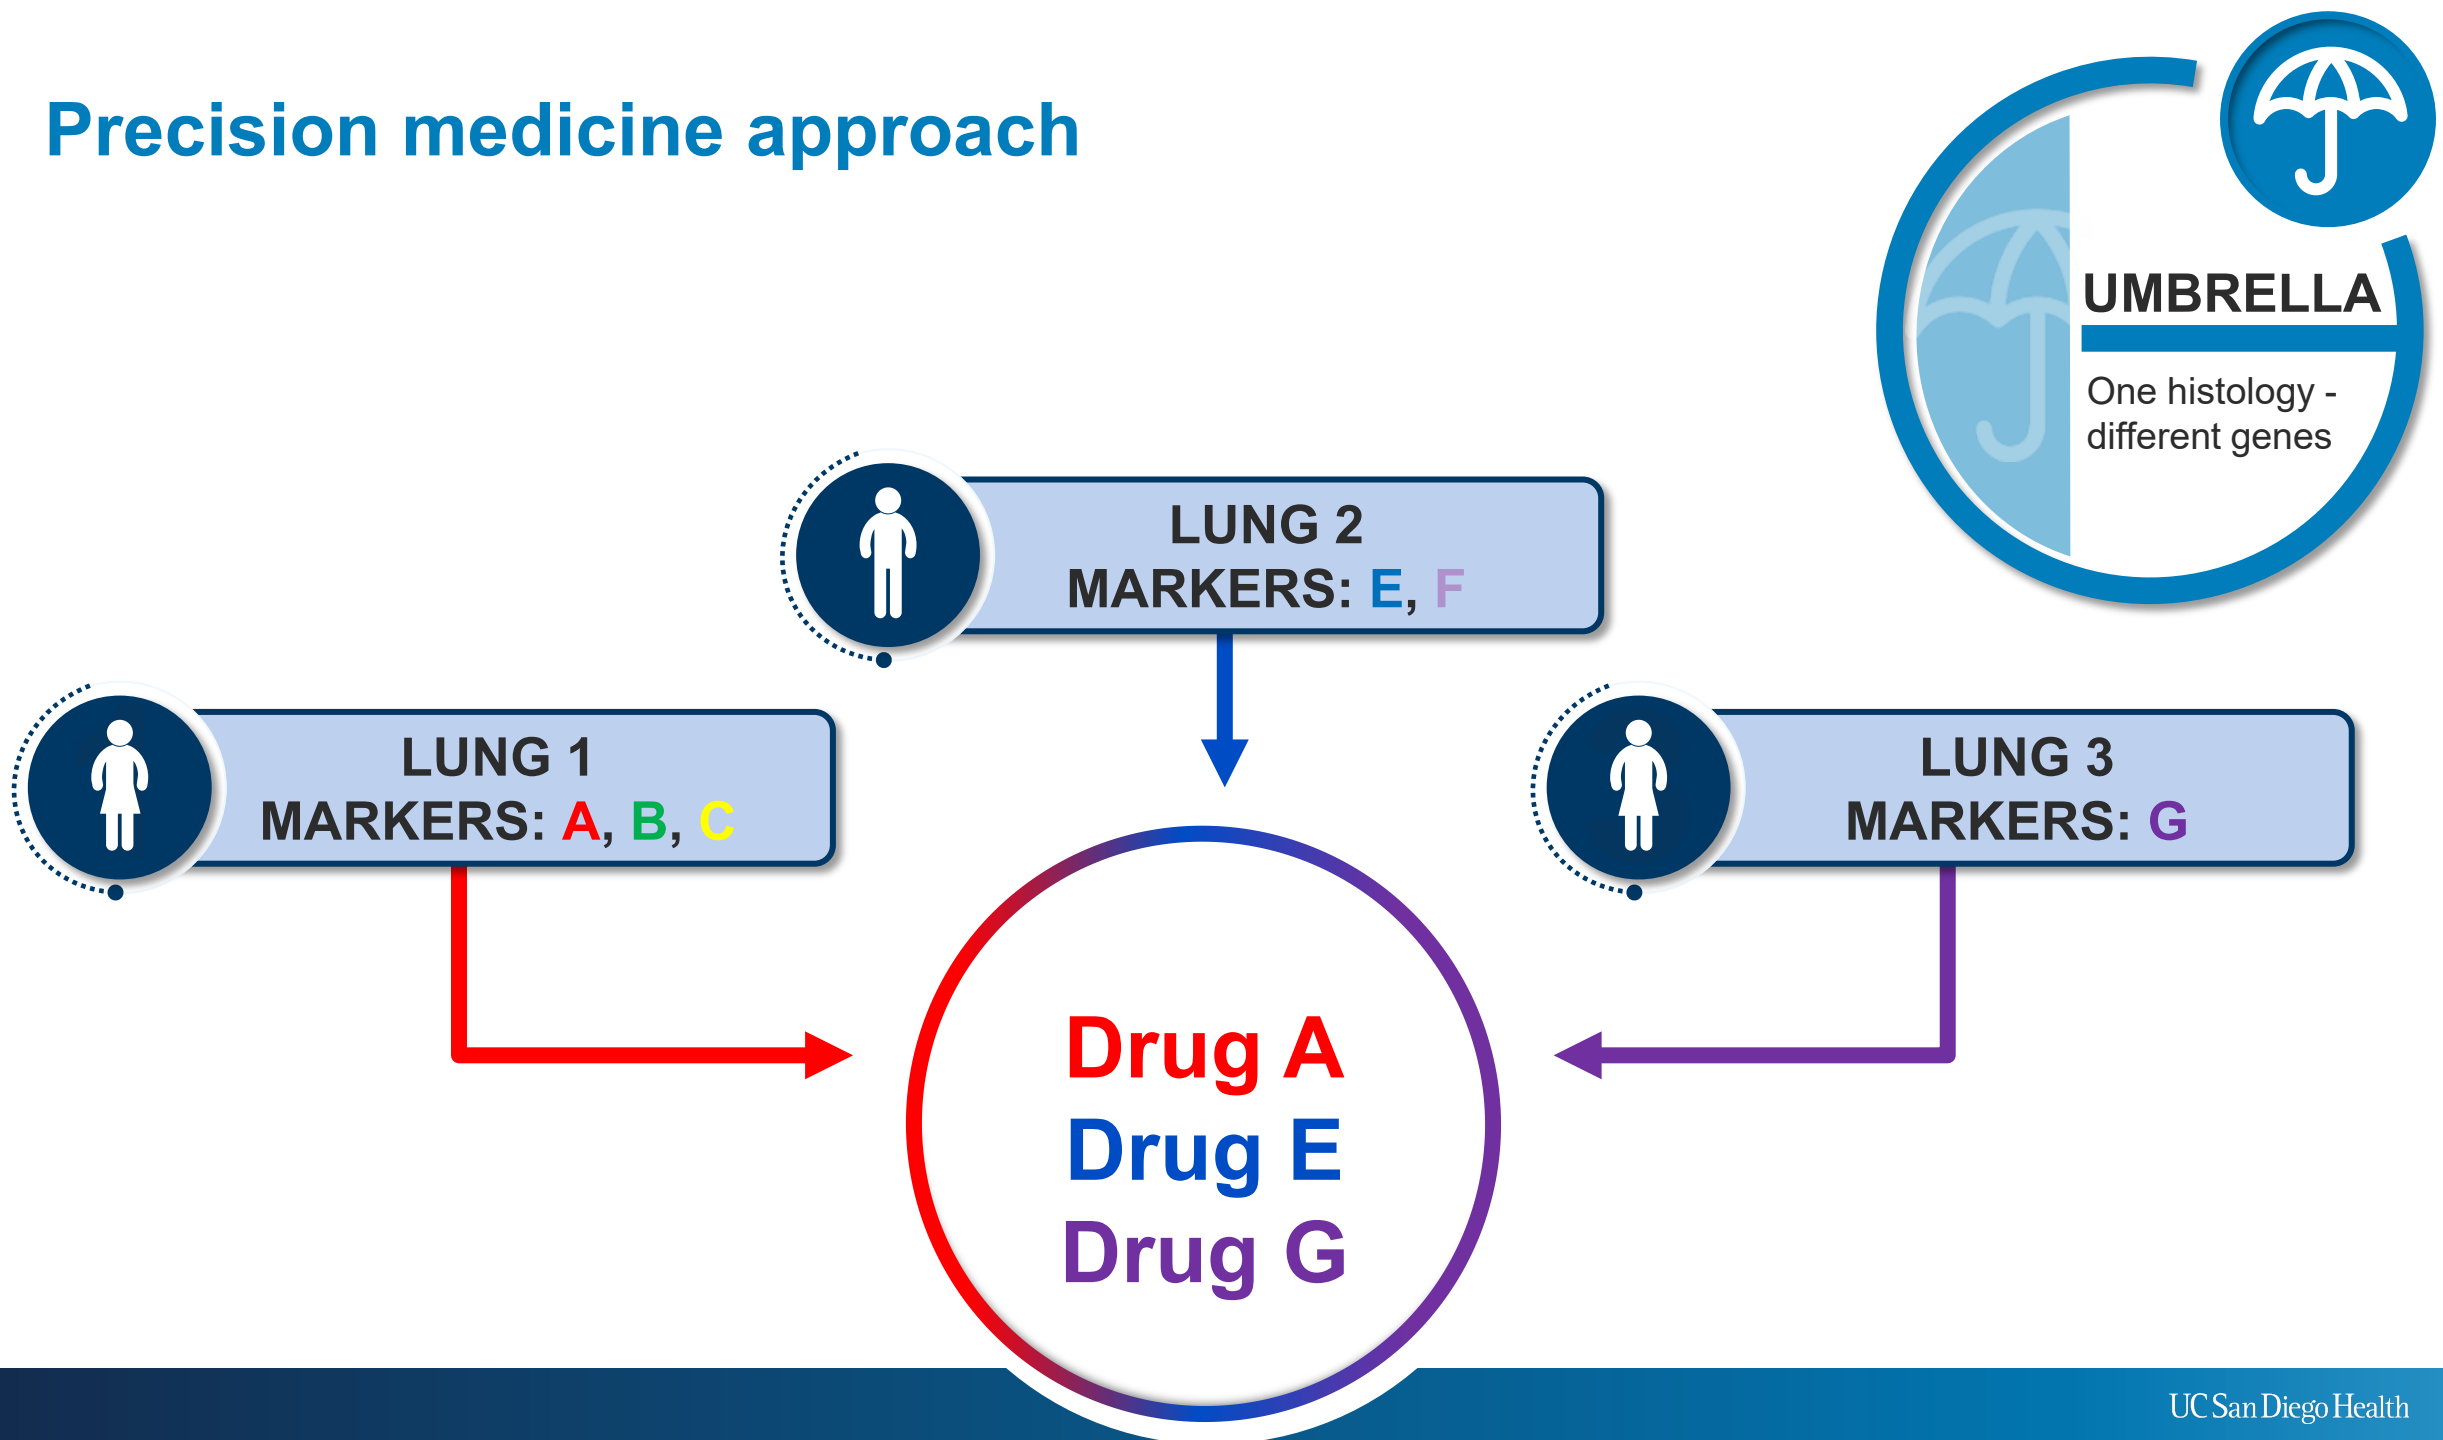 Precision medicine approach
UMBRELLA
One histology -
different genes
LUNG 2
MARKERS: E, F
LUNG 1
MARKERS: A, B, C
LUNG 3
MARKERS: G
Drug A
Drug E
Drug G
UC San Diego Health